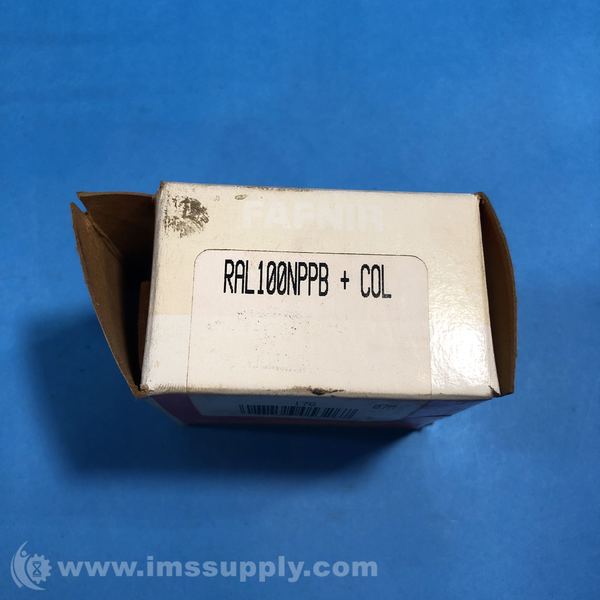 FAFNIR
RAL100NPPB + COL
www.imssupply.com